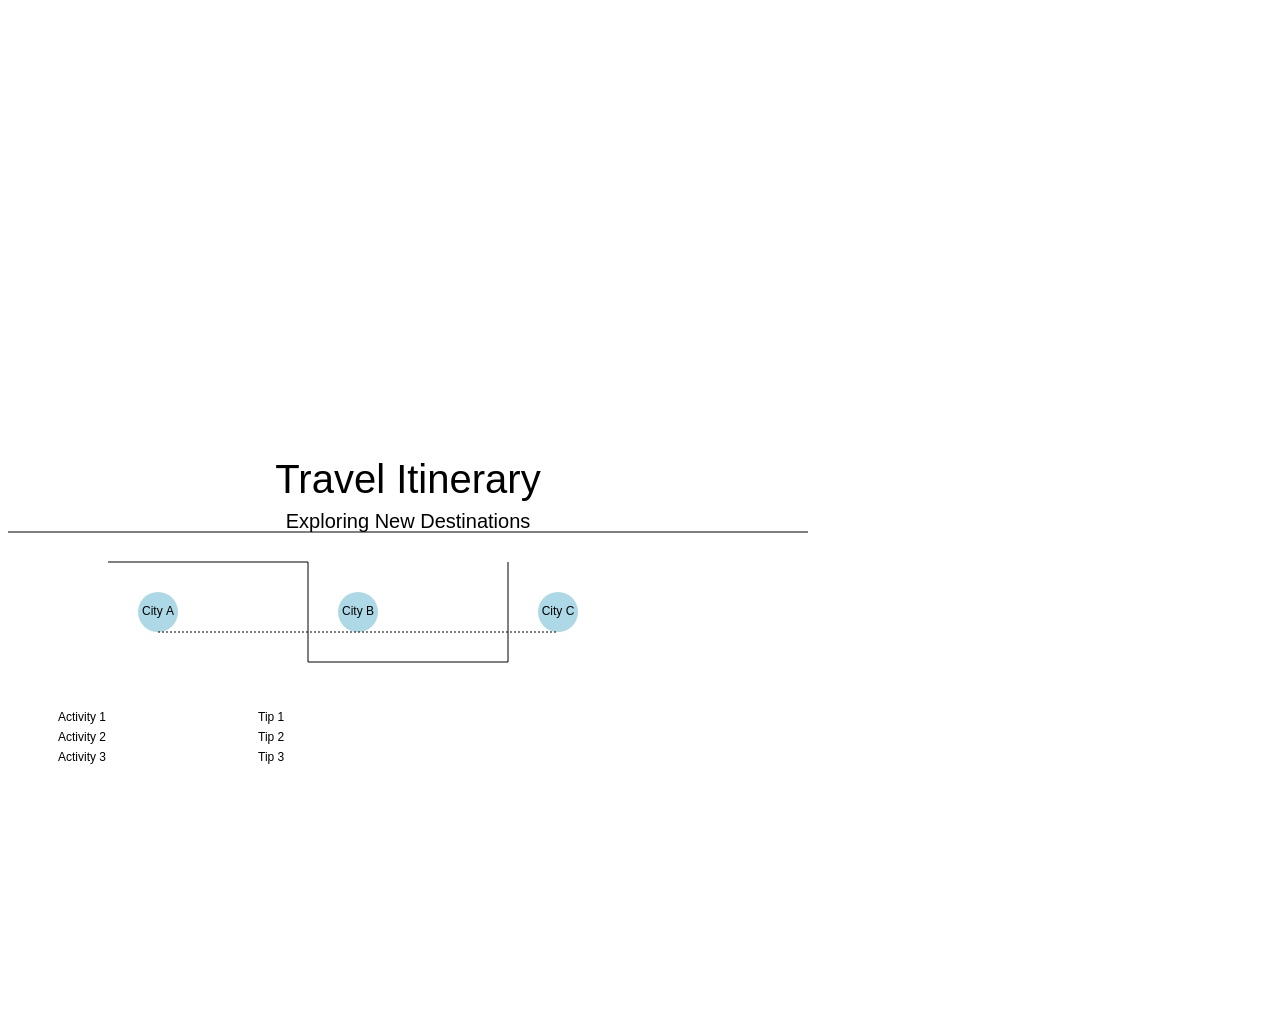 Travel Itinerary
Exploring New Destinations
City A
City B
City C
Activity 1
Activity 2
Activity 3
Tip 1
Tip 2
Tip 3